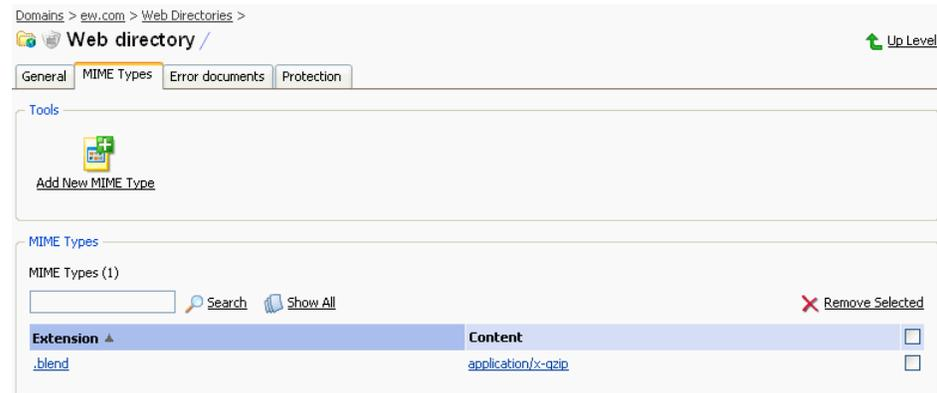 Domains > ew.com > Web Directories >
Web directory /
Up Level
General MIME Types Error documents Protection
Tools
Add New MIME Type
MIME Types
MIME Types (1)
Search Show All Remove Selected
Extension Content
.blend application/x-gzip